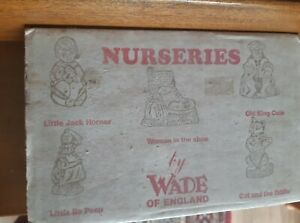 NURSERIES
Little Jack Horner
Woman in the shoe
Old King Cole
by
WADE
OF ENGLAND
Little Bo Peep
Cat and the fiddle